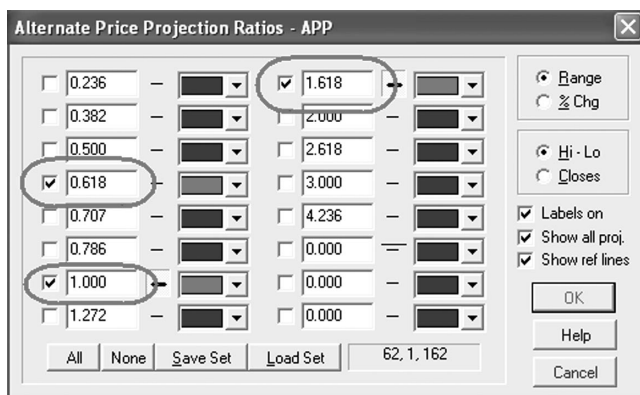 Alternate Price Projection Ratios - APP
0.236
0.382
0.500
0.618
0.707
0.786
1.000
1.272
1.618
2.000
2.618
3.000
4.236
0.000
0.000
0.000
Range
% Chg
Hi - Lo
Closes
Labels on
Show all proj.
Show ref lines
OK
Help
Cancel
All None Save Set Load Set 62, 1, 162